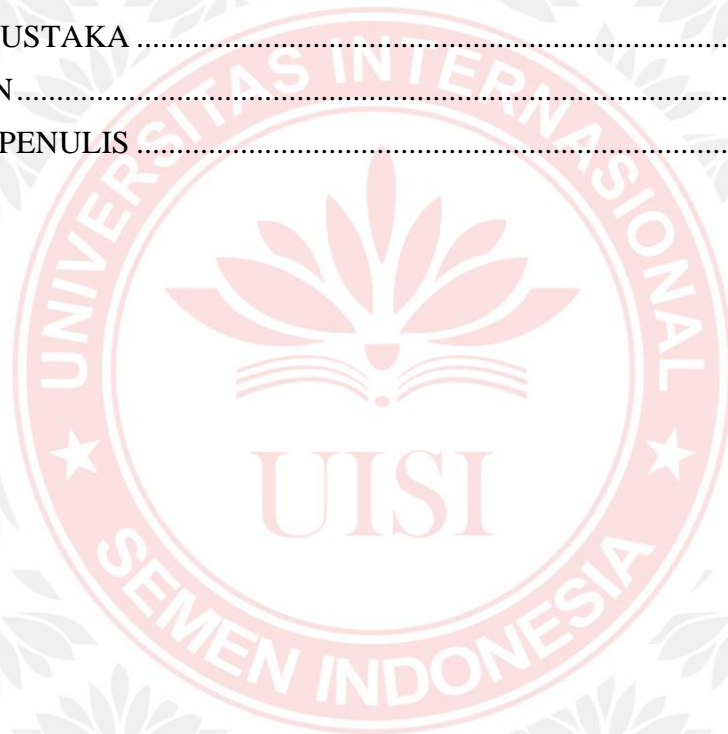 USTAKA ........................................................................................
N ........................................................................................
PENULIS ........................................................................................
UNIVERSITAS INTERNASIONAL
UISI
SEMEN INDONESIA